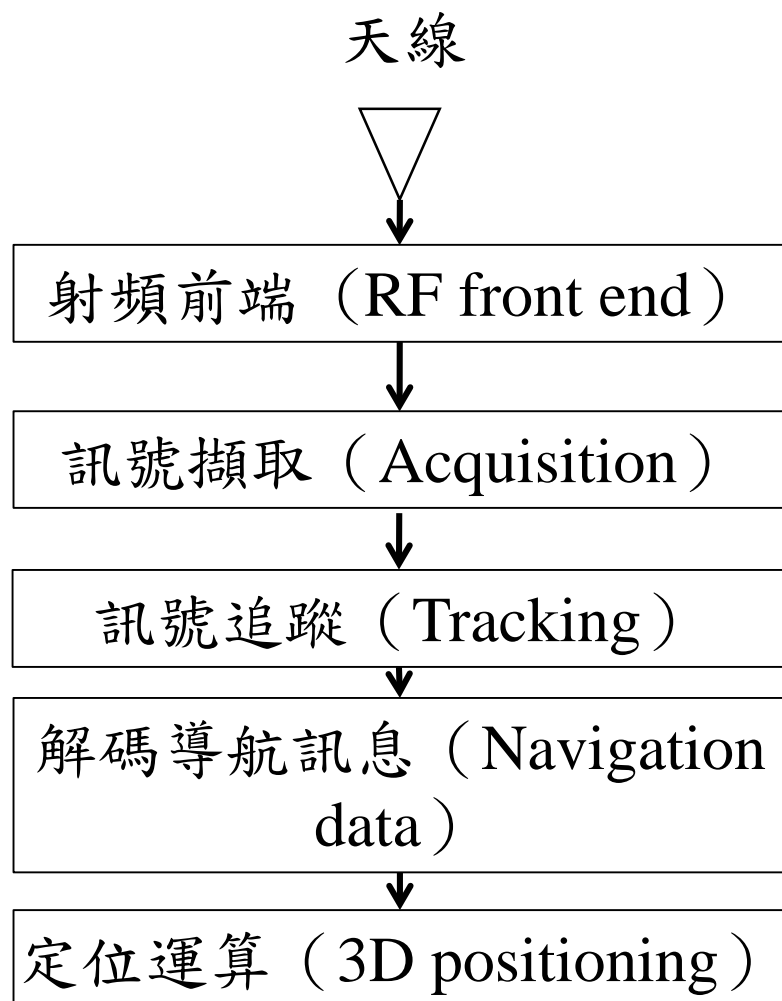 天線
射頻前端（RF front end）
訊號擷取（Acquisition）
訊號追蹤（Tracking）
解碼導航訊息（Navigation
data）
定位運算（3D positioning）